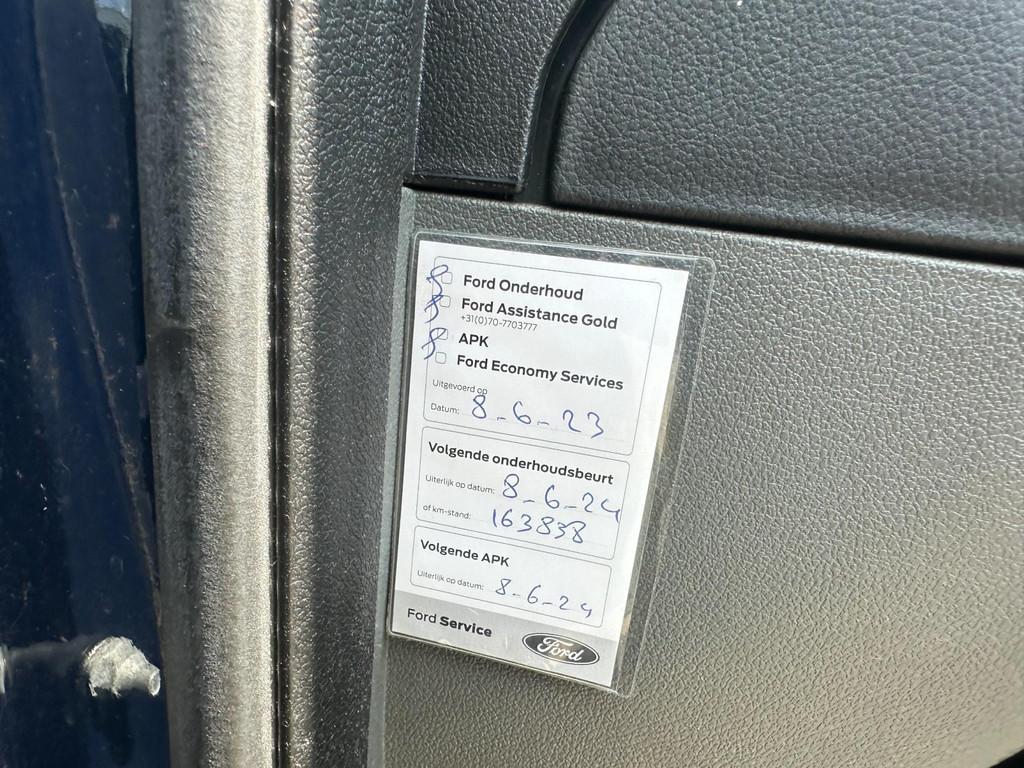 Ford Onderhoud
Ford Assistance Gold
+31(0)70-7703777
APK
Ford Economy Services
Uitgevoerd op
Datum: 8-6-23
Volgende onderhoudsbeurt
Uiterlijk op datum: 8-6-24
of km-stand: 163838
Volgende APK
Uiterlijk op datum: 8-6-24
Ford Service
Ford